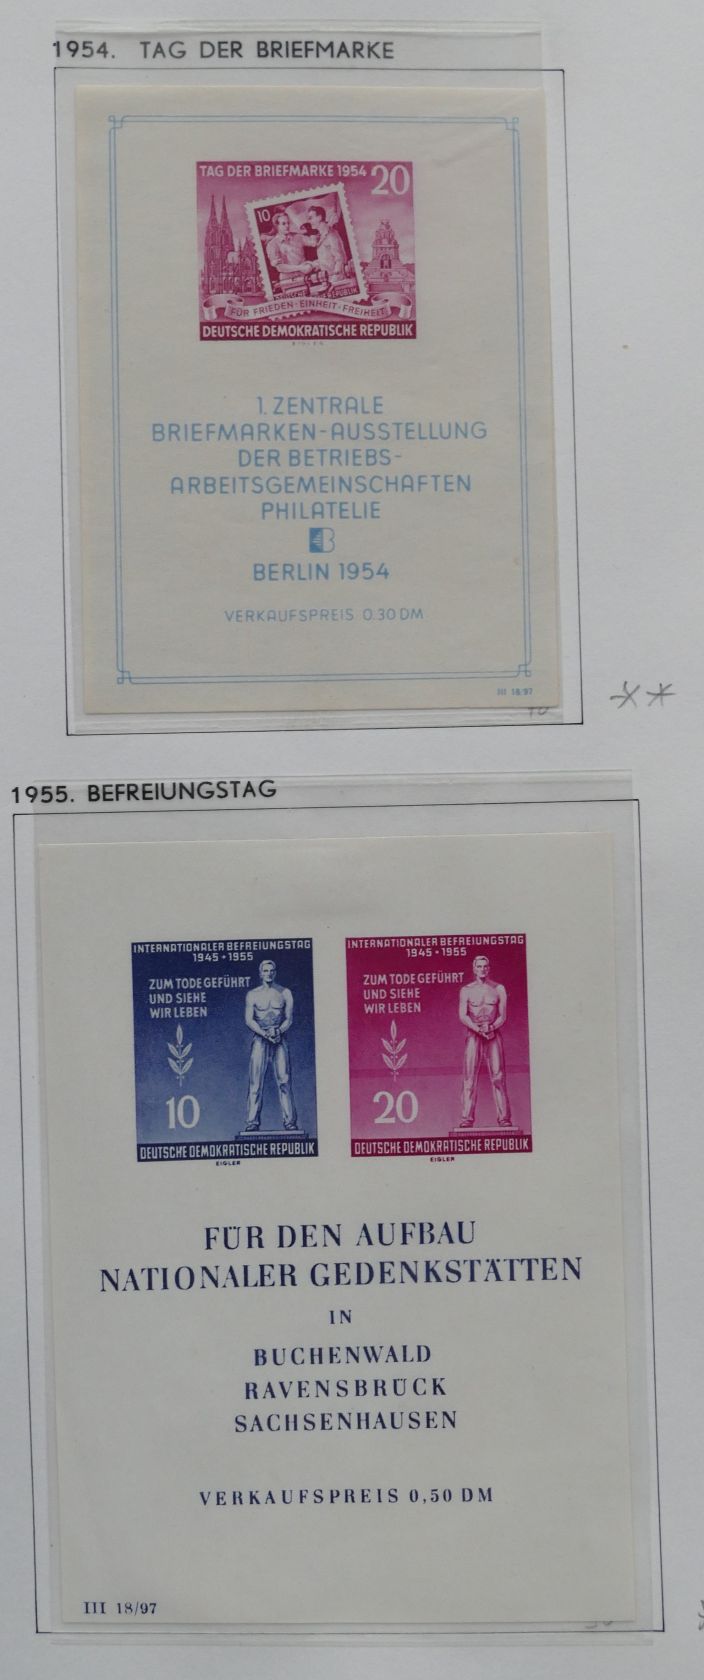 1954. TAG DER BRIEFMARKE
TAG DER BRIEFMARKE 1954 20
10
FÜR FRIEDEN · EINHEIT · FREIHEIT
DEUTSCHE DEMOKRATISCHE REPUBLIK
EIGLER
1. ZENTRALE
BRIEFMARKEN-AUSSTELLUNG
DER BETRIEBS-
ARBEITSGEMEINSCHAFTEN
PHILATELIE
B
BERLIN 1954
VERKAUFSPREIS 0.30 DM
III 18/97
1955. BEFREIUNGSTAG
INTERNATIONALER BEFREIUNGSTAG
1945 · 1955
ZUM TODE GEFÜHRT
UND SIEHE
WIR LEBEN
10
DEUTSCHE DEMOKRATISCHE REPUBLIK
EIGLER
INTERNATIONALER BEFREIUNGSTAG
1945 · 1955
ZUM TODE GEFÜHRT
UND SIEHE
WIR LEBEN
20
DEUTSCHE DEMOKRATISCHE REPUBLIK
EIGLER
FÜR DEN AUFBAU
NATIONALER GEDENKSTÄTTEN
IN
BUCHENWALD
RAVENSBRÜCK
SACHSENHAUSEN
VERKAUFSPREIS 0,50 DM
III 18/97